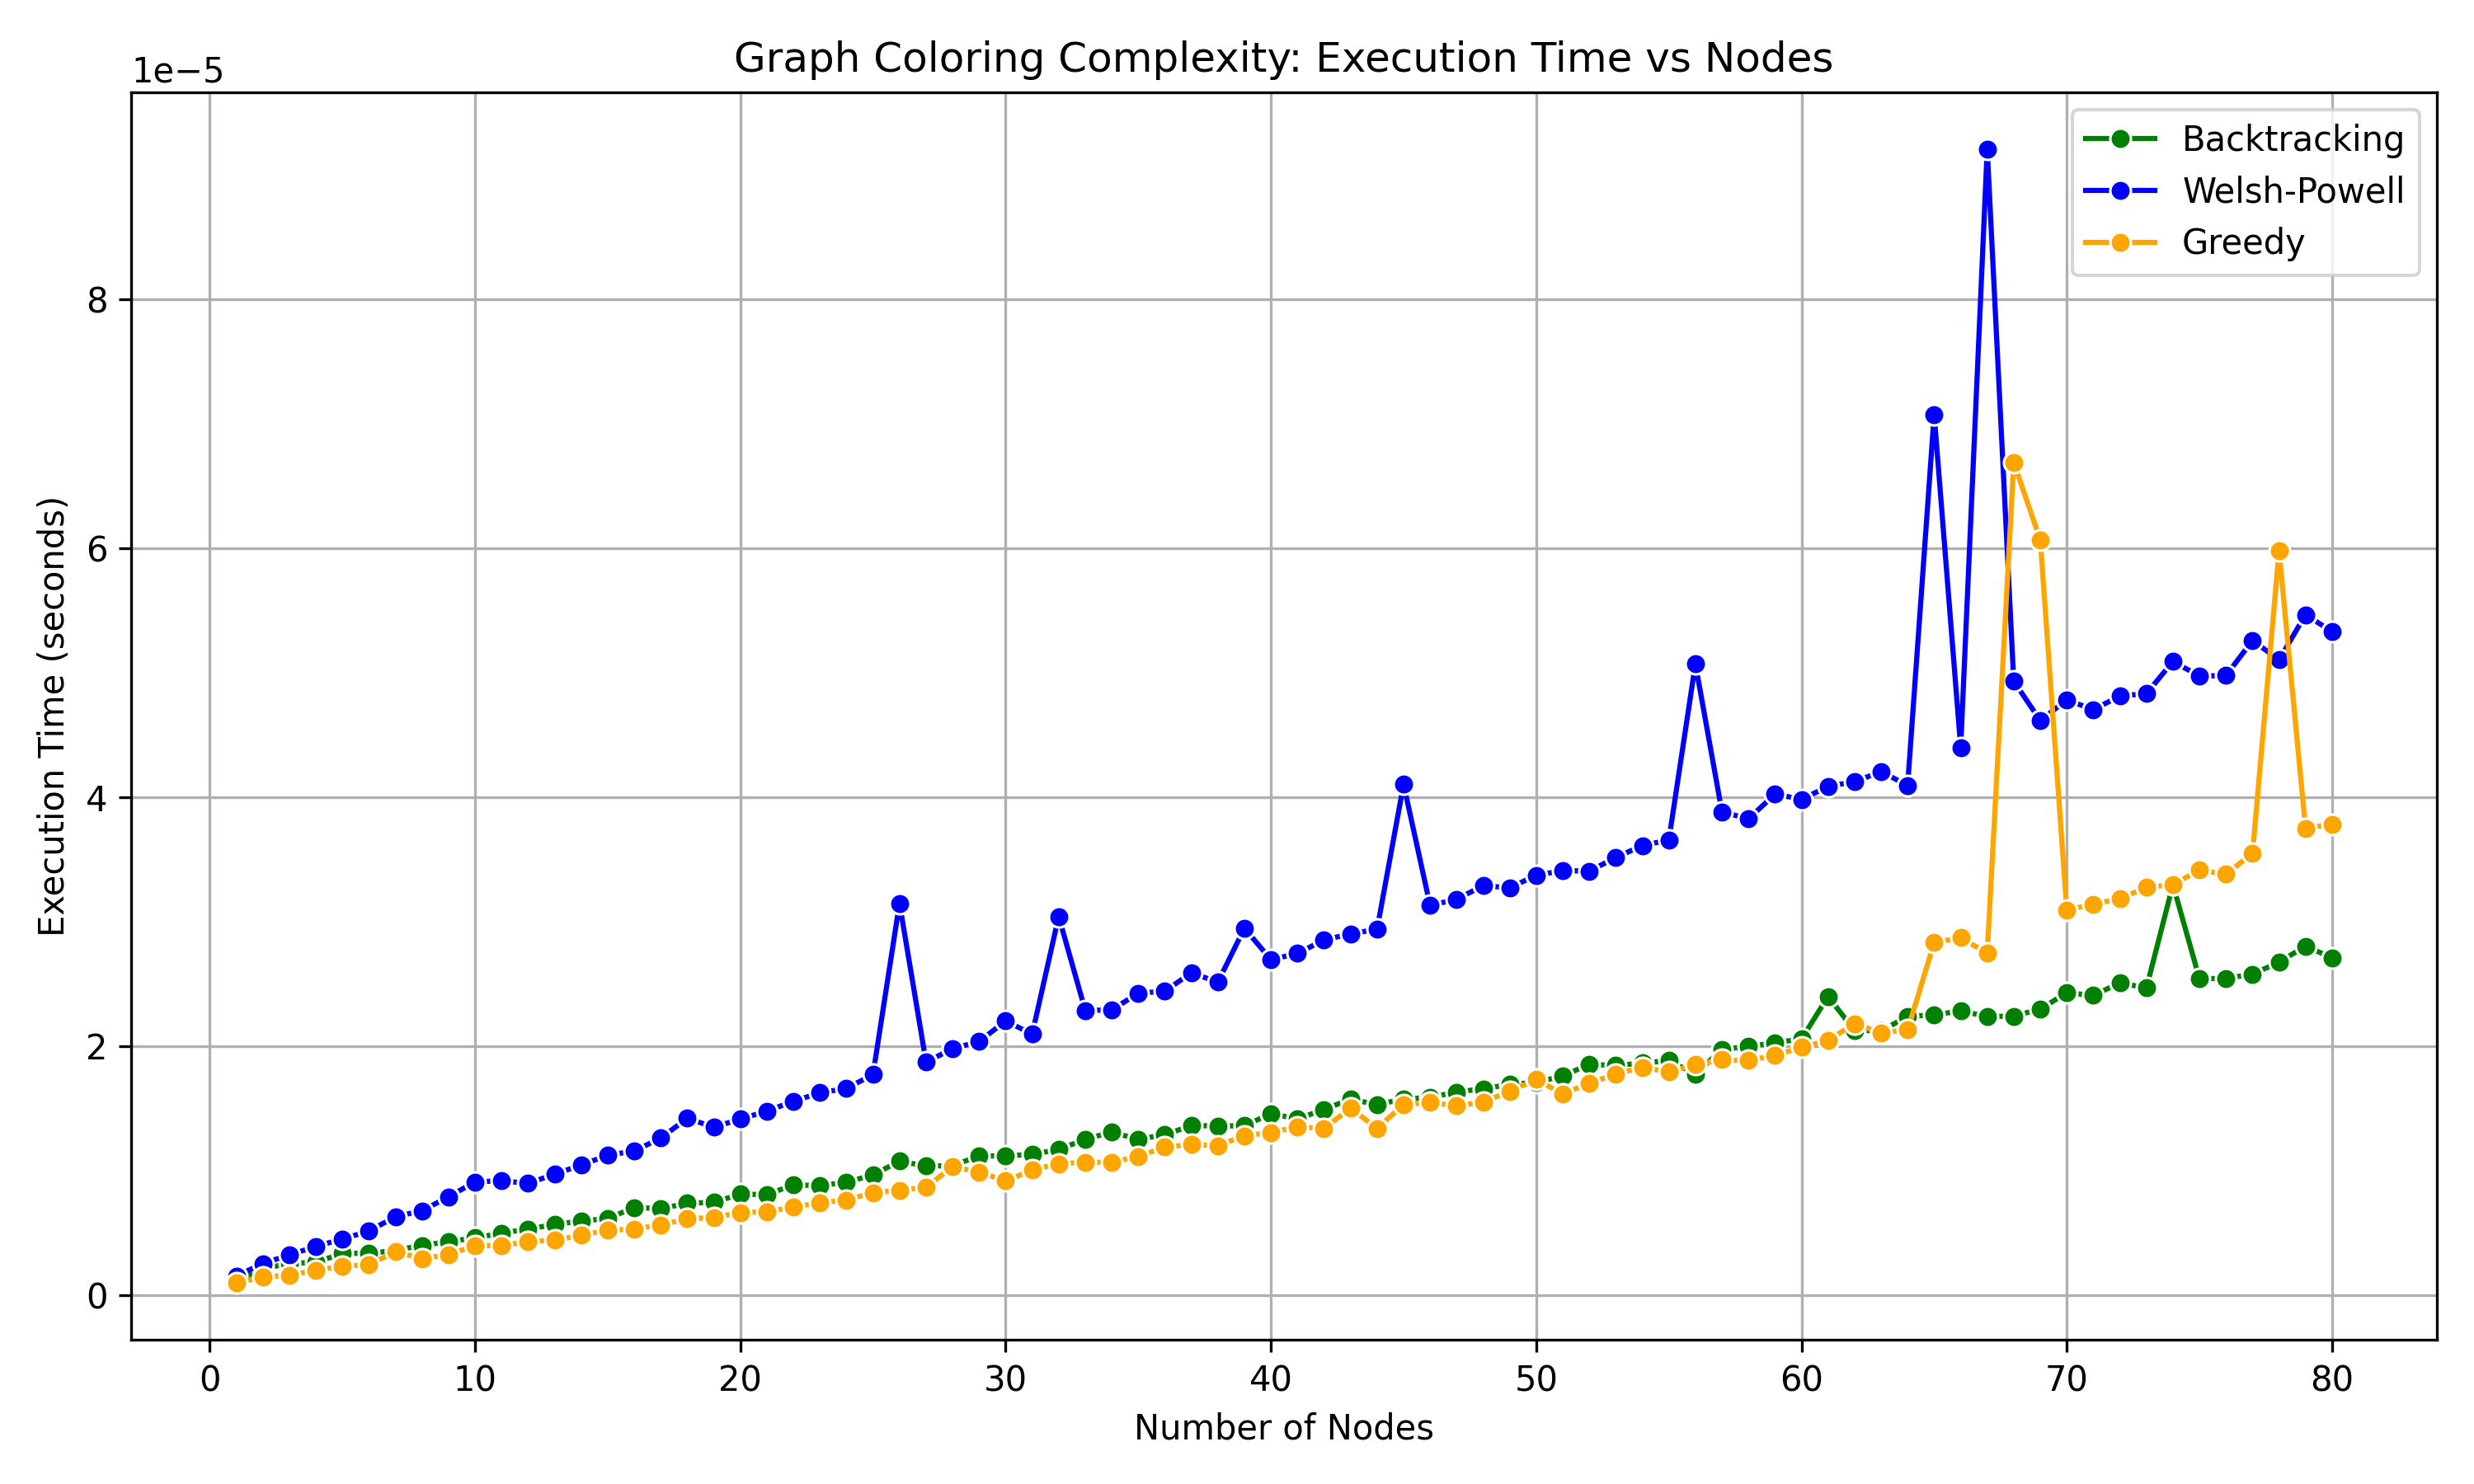 Graph Coloring Complexity: Execution Time vs Nodes
1e−5
Backtracking
Welsh-Powell
Greedy
Execution Time (seconds)
8
6
4
2
0
0 10 20 30 40 50 60 70 80
Number of Nodes